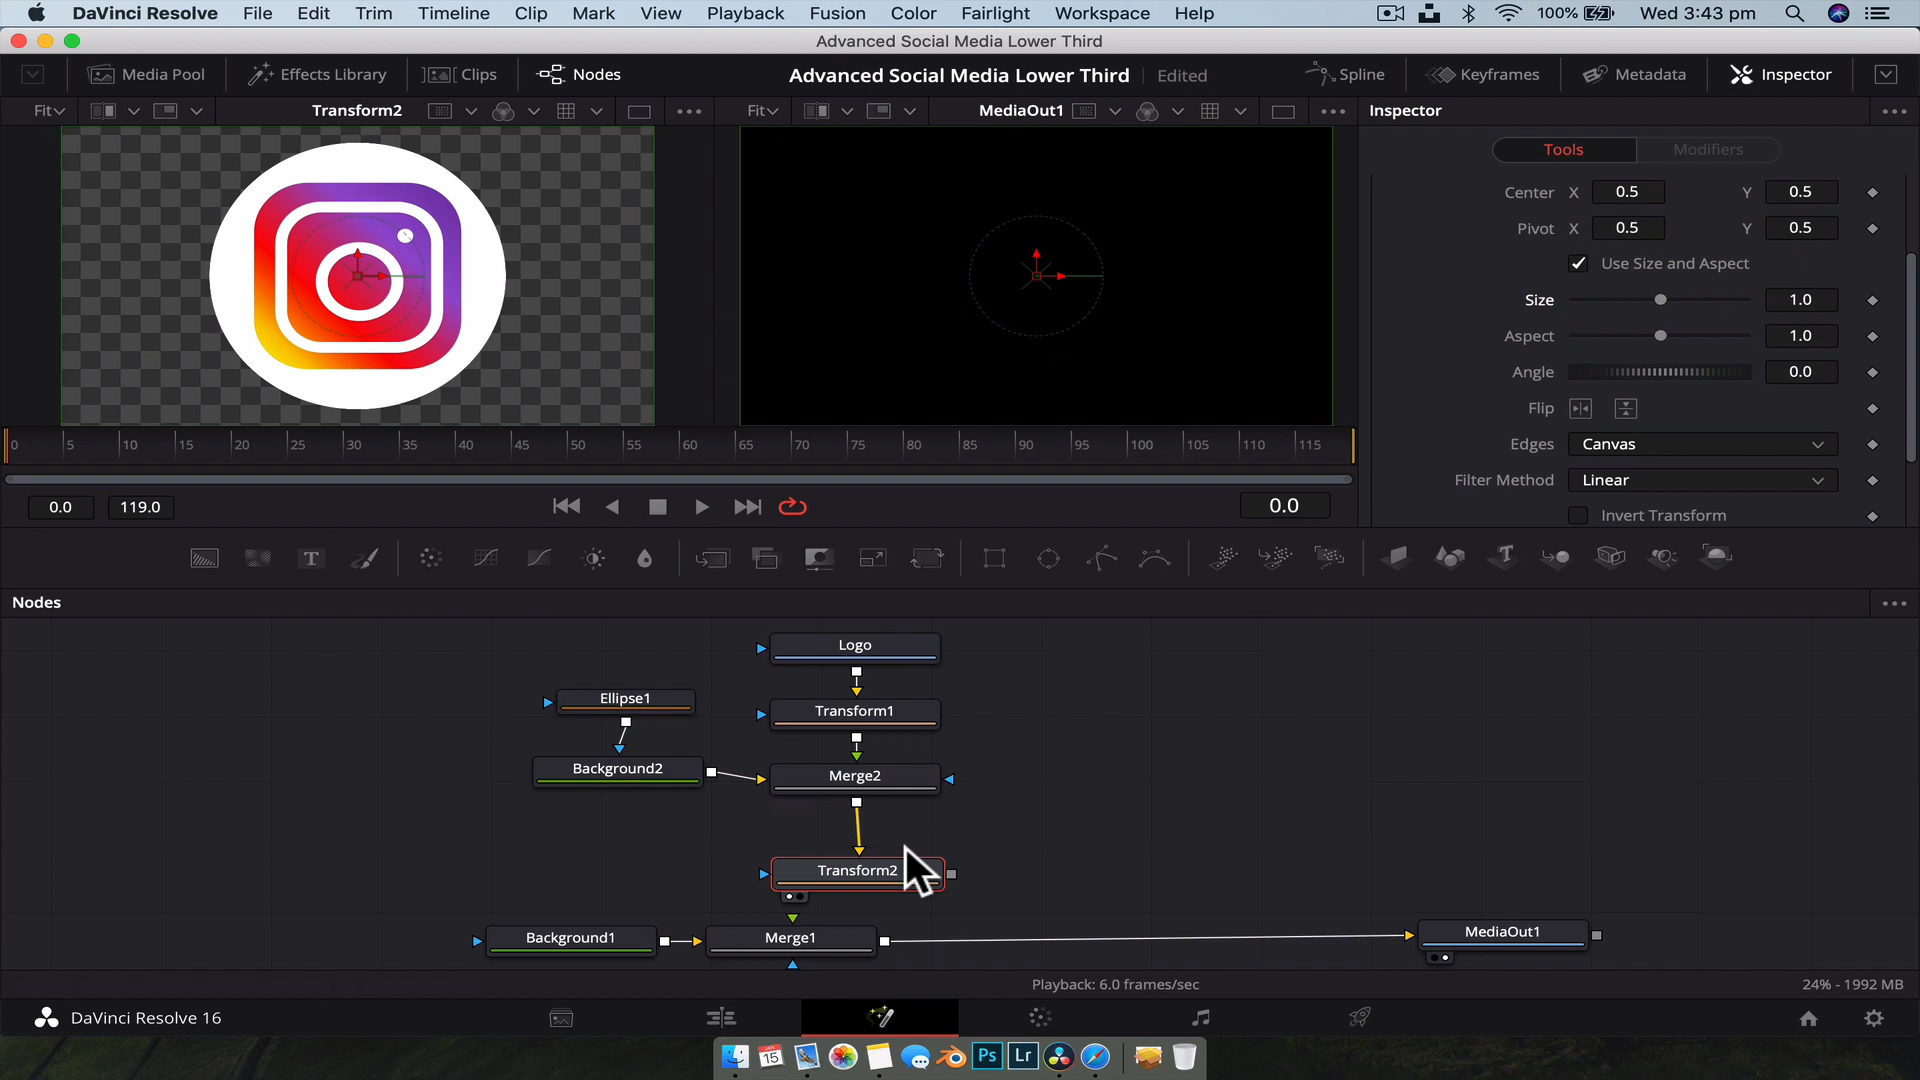 DaVinci Resolve File Edit Trim Timeline Clip Mark View Playback Fusion Color Fairlight Workspace Help 100% Wed 3:43 pm
Advanced Social Media Lower Third
Media Pool Effects Library Clips Nodes Advanced Social Media Lower Third Edited Spline Keyframes Metadata Inspector
Fit Transform2 Fit MediaOut1 Inspector
Tools Modifiers
Center X 0.5 Y 0.5
Pivot X 0.5 Y 0.5
Use Size and Aspect
Size 1.0
Aspect 1.0
Angle 0.0
Flip
Edges Canvas
Filter Method Linear
Invert Transform
0 5 10 15 20 25 30 35 40 45 50 55 60 65 70 75 80 85 90 95 100 105 110 115
0.0 119.0 0.0
T T
Nodes
Logo
Ellipse1
Transform1
Background2
Merge2
Transform2
Background1 Merge1 MediaOut1
Playback: 6.0 frames/sec 24% - 1992 MB
DaVinci Resolve 16
JAN
15
Ps Lr